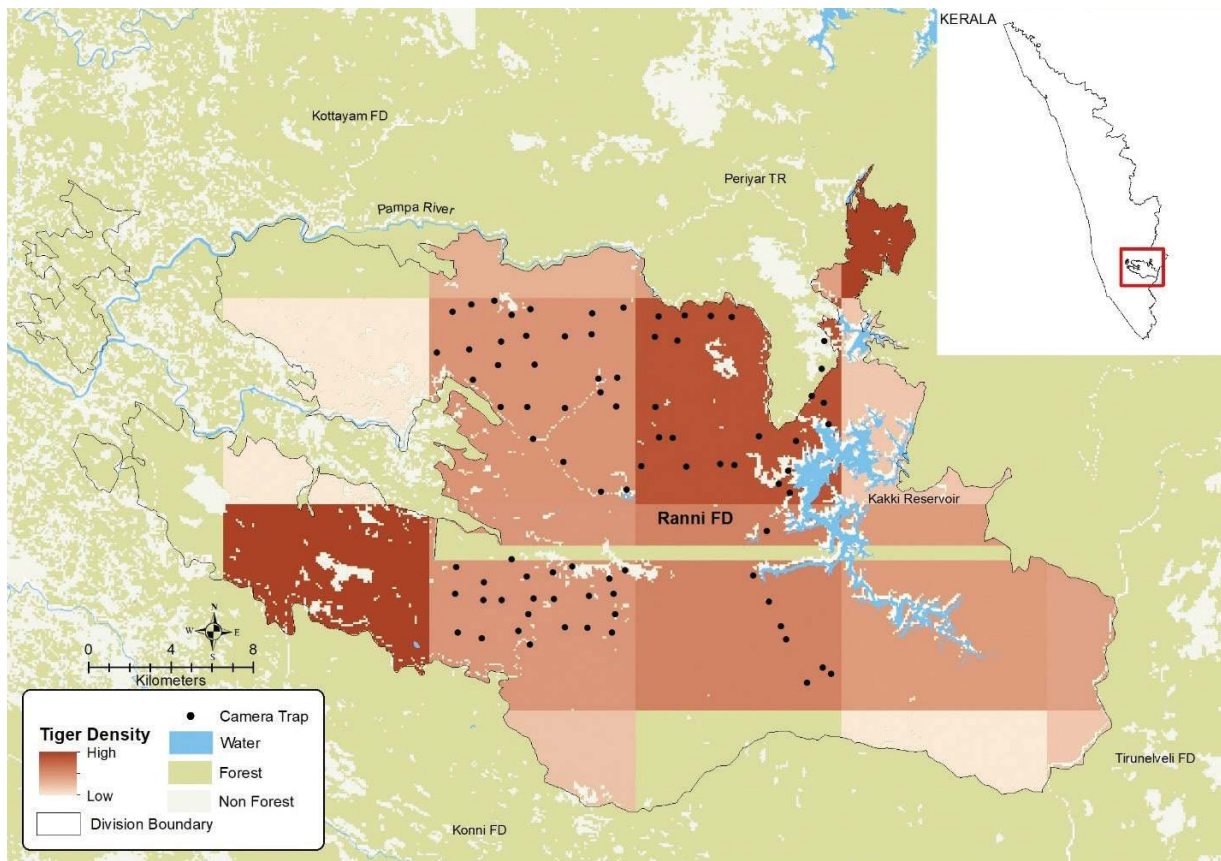 KERALA
Kottayam FD
Periyar TR
Pampa River
Kakki Reservoir
Ranni FD
N
W E
S
0 4 8
Kilometers
Tiger Density
High
Low
Camera Trap
Water
Forest
Non Forest
Division Boundary
Tirunelveli FD
Konni FD